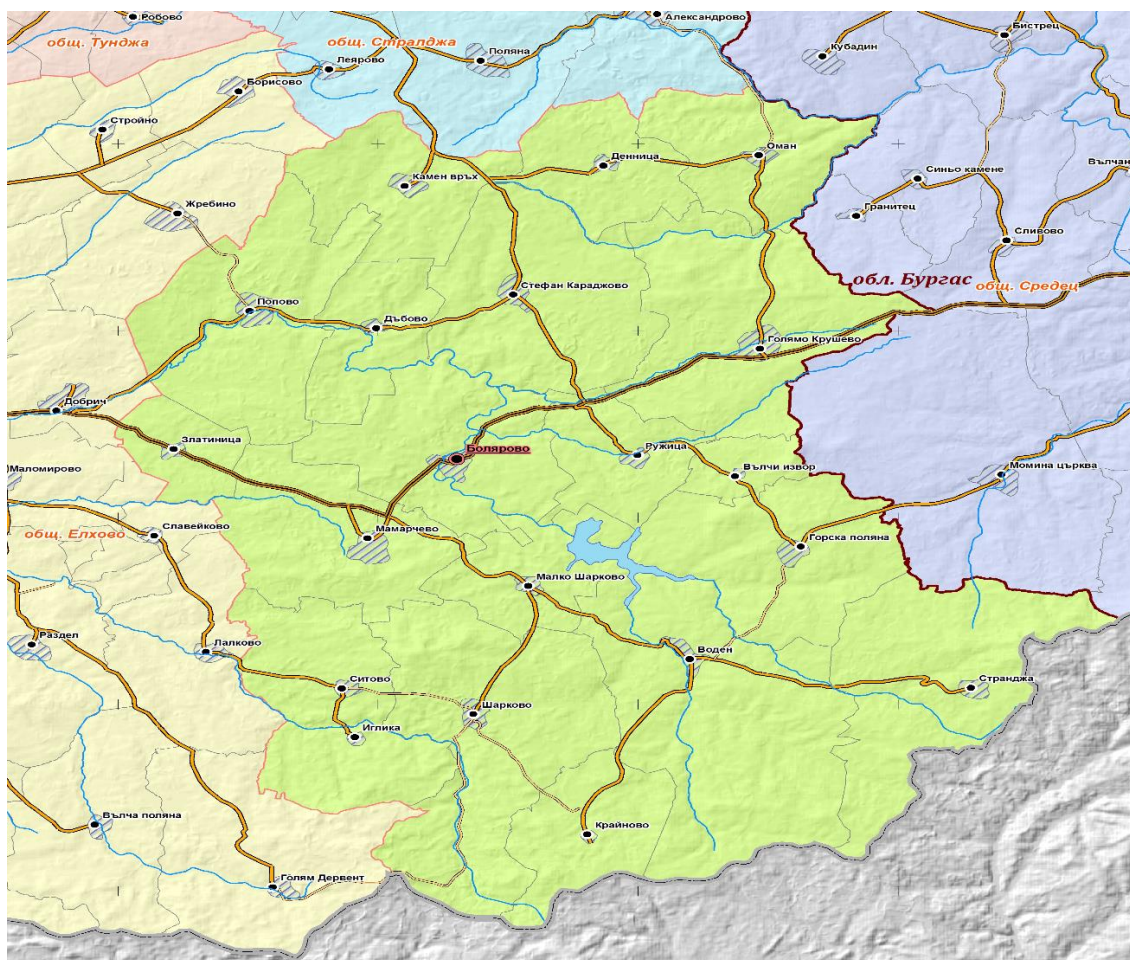 Робово
Александрово
Бистрец
общ. Тунджа
общ. Стралджа
Кубадин
Поляна
Леярово
Борисово
Стройно
Оман
Денница
Вълчан
Синьо камене
Камен връх
Жребино
Гранитец
Сливово
обл. Бургас
общ. Средец
Стефан Караджово
Попово
Дъбово
Голямо Крушево
Добрич
Златиница
Болярово
Ружица
Маломирово
Вълчи извор
Момина църква
Славейково
общ. Елхово
Мамарчево
Горска поляна
Малко Шарково
Раздел
Лалково
Воден
Ситово
Странджа
Шарково
Иглика
Вълча поляна
Крайново
Голям Дервент